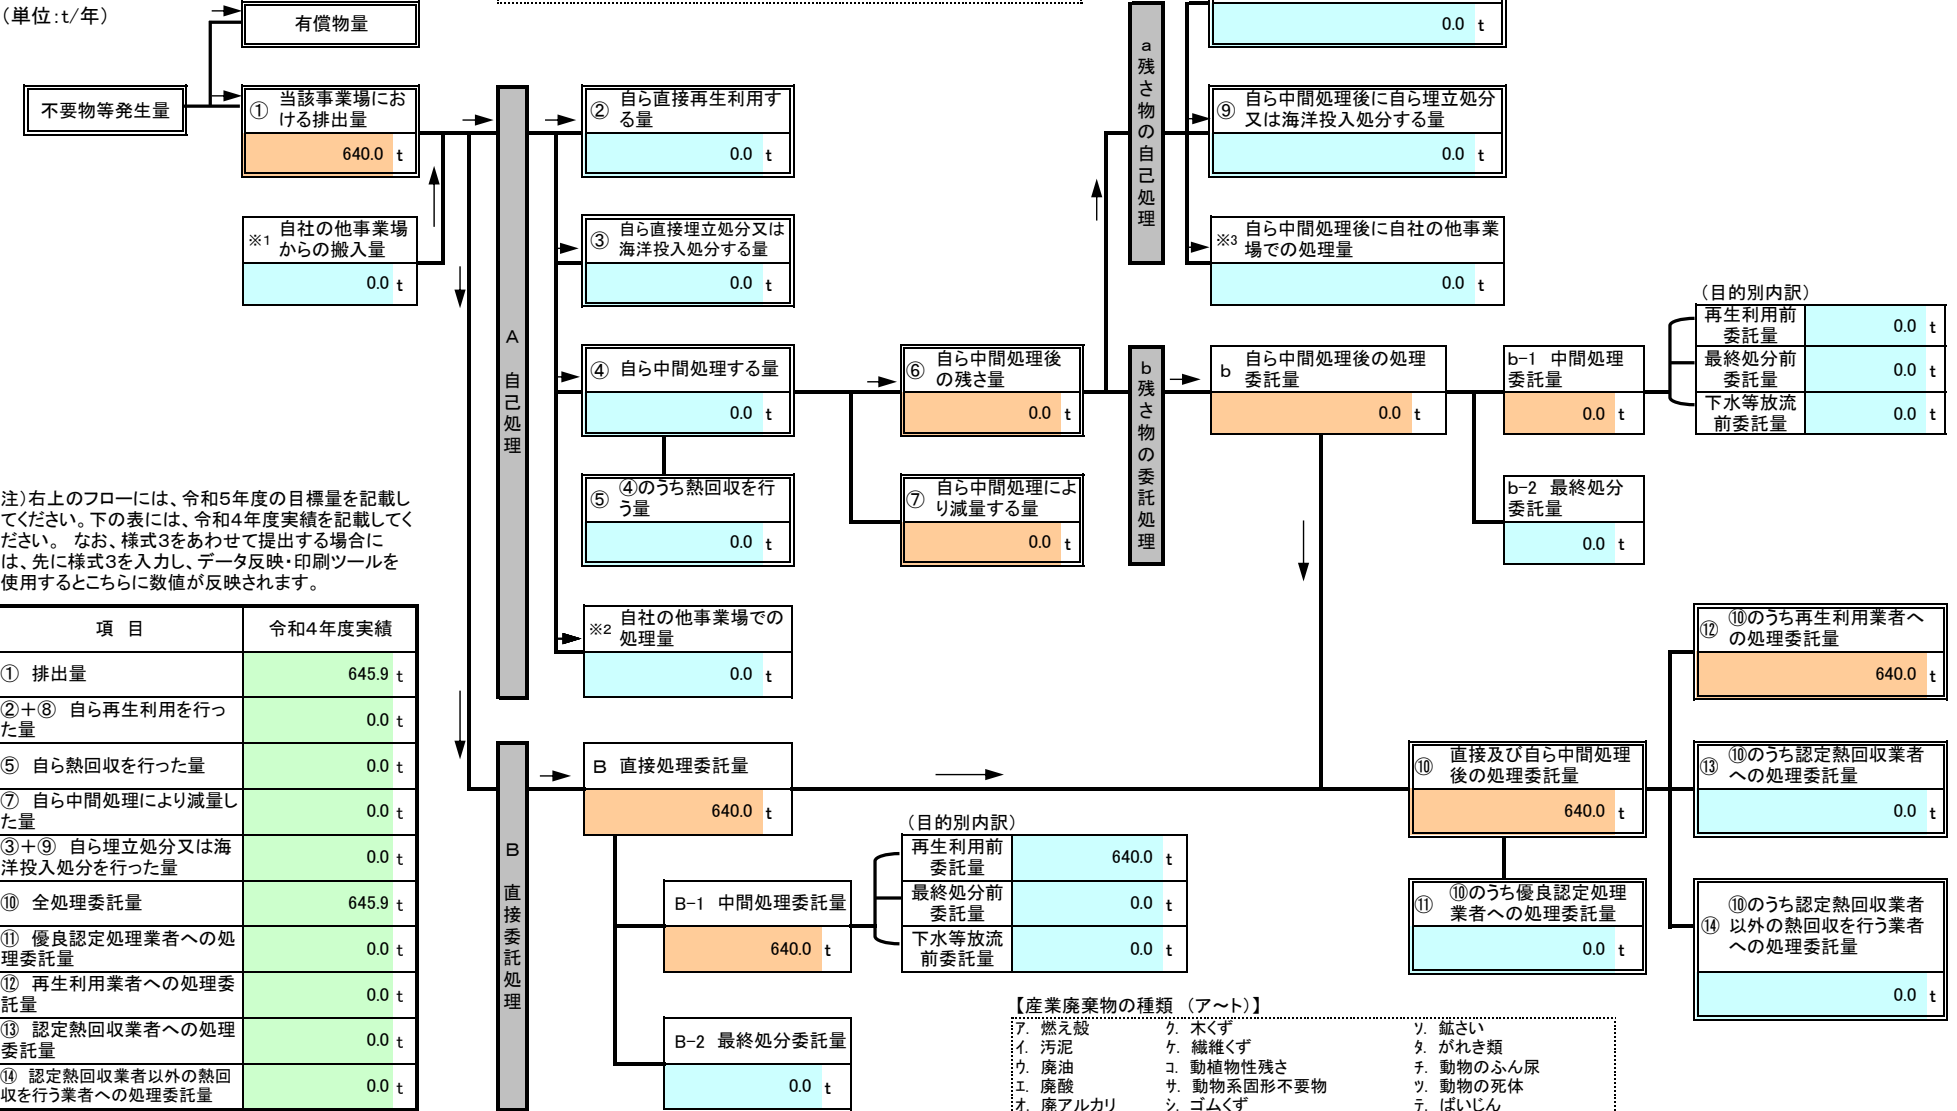 （単位：t／年）
有償物量
不要物等発生量
① 当該事業場にお
ける排出量
640.0 t
※1 自社の他事業場
からの搬入量
0.0 t
A 自己処理
② 自ら直接再生利用す
る量
0.0 t
③ 自ら直接埋立処分又は
海洋投入処分する量
0.0 t
④ 自ら中間処理する量
0.0 t
⑤ ④のうち熱回収を行
う量
0.0 t
※2 自社の他事業場での
処理量
0.0 t
⑥ 自ら中間処理後
の残さ量
0.0 t
⑦ 自ら中間処理によ
り減量する量
0.0 t
a 残さ物の自己処理
0.0 t
⑨ 自ら中間処理後に自ら埋立処分
又は海洋投入処分する量
0.0 t
※3 自ら中間処理後に自社の他事業
場での処理量
0.0 t
b 残さ物の委託処理
b 自ら中間処理後の処理
委託量
0.0 t
b-1 中間処理
委託量
0.0 t
（目的別内訳）
再生利用前
委託量
0.0 t
最終処分前
委託量
0.0 t
下水等放流
前委託量
0.0 t
b-2 最終処分
委託量
0.0 t
注）右上のフローには、令和５年度の目標量を記載し
てください。下の表には、令和４年度実績を記載してく
ださい。 なお、様式３をあわせて提出する場合に
は、先に様式３を入力し、データ反映・印刷ツールを
使用するとこちらに数値が反映されます。
項 目 令和４年度実績
① 排出量 645.9 t
②＋⑧ 自ら再生利用を行っ
た量
0.0 t
⑤ 自ら熱回収を行った量 0.0 t
⑦ 自ら中間処理により減量し
た量
0.0 t
③＋⑨ 自ら埋立処分又は海
洋投入処分を行った量
0.0 t
⑩ 全処理委託量 645.9 t
⑪ 優良認定処理業者への処
理委託量
0.0 t
⑫ 再生利用業者への処理委
託量
0.0 t
⑬ 認定熱回収業者への処理
委託量
0.0 t
⑭ 認定熱回収業者以外の熱回
収を行う業者への処理委託量
0.0 t
B 直接委託処理
B 直接処理委託量
640.0 t
B-1 中間処理委託量
640.0 t
B-2 最終処分委託量
0.0 t
（目的別内訳）
再生利用前
委託量
640.0 t
最終処分前
委託量
0.0 t
下水等放流
前委託量
0.0 t
⑩ 直接及び自ら中間処理
後の処理委託量
640.0 t
⑪ ⑩のうち優良認定処理
業者への処理委託量
0.0 t
⑫ ⑩のうち再生利用業者へ
の処理委託量
640.0 t
⑬ ⑩のうち認定熱回収業者
への処理委託量
0.0 t
⑭ ⑩のうち認定熱回収業者
以外の熱回収を行う業者
への処理委託量
0.0 t
【産業廃棄物の種類 （ア～ト）】
ア. 燃え殻 ク. 木くず ソ. 鉱さい
イ. 汚泥 ケ. 繊維くず タ. がれき類
ウ. 廃油 コ. 動植物性残さ チ. 動物のふん尿
エ. 廃酸 サ. 動物系固形不要物 ツ. 動物の死体
オ. 廃アルカリ シ. ゴムくず テ. ばいじん